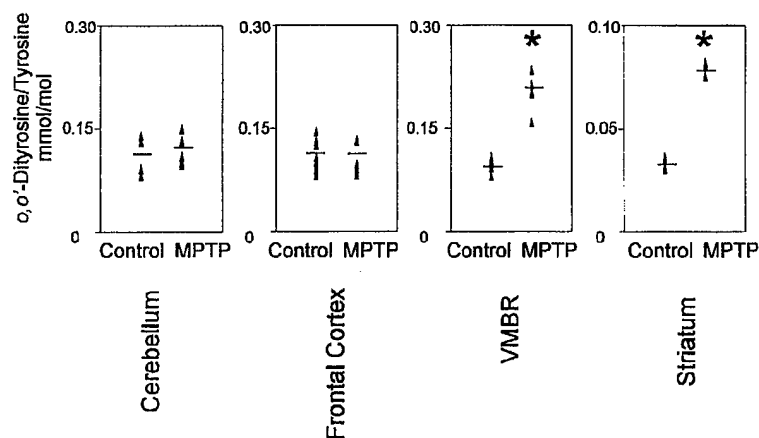 o,o'-Dityrosine/Tyrosine
mmol/mol
0.30
0.15
0
Control MPTP
Cerebellum
0.30
0.15
0
Control MPTP
Frontal Cortex
0.30
*
0.15
0
Control MPTP
VMBR
0.10
*
0.05
0
Control MPTP
Striatum